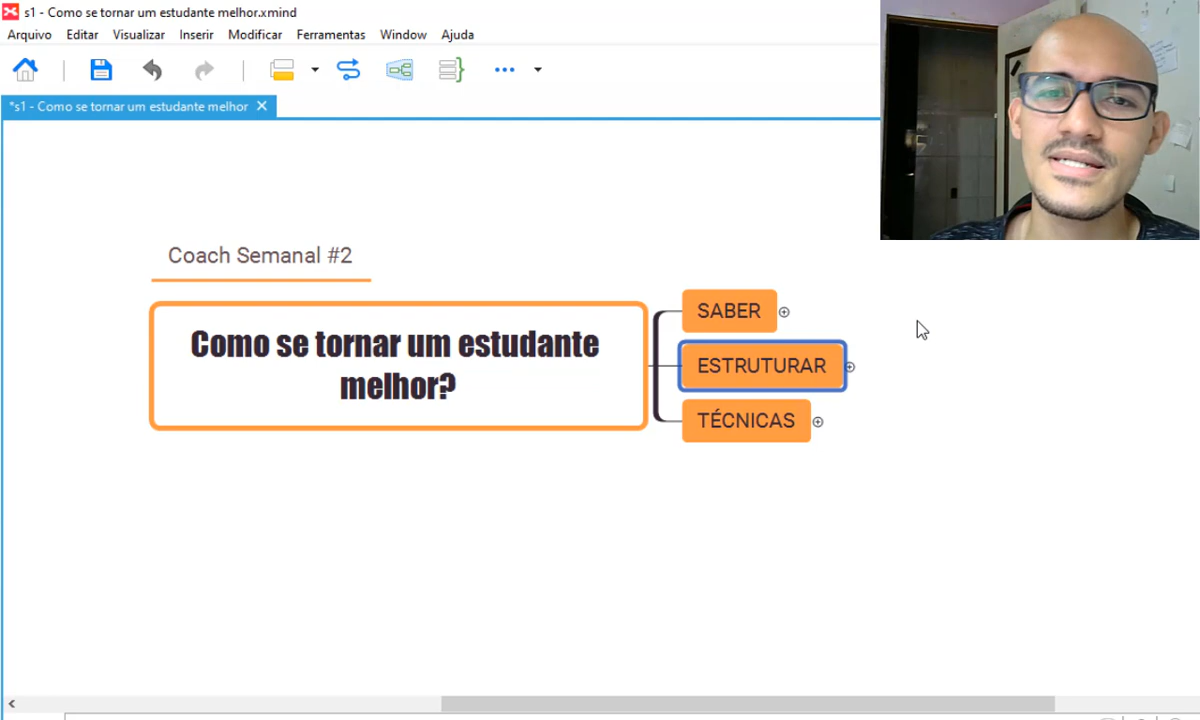 s1 - Como se tornar um estudante melhor.xmind
Arquivo Editar Visualizar Inserir Modificar Ferramentas Window Ajuda
*s1 - Como se tornar um estudante melhor
Coach Semanal #2
Como se tornar um estudante
melhor?
SABER
ESTRUTURAR
TÉCNICAS